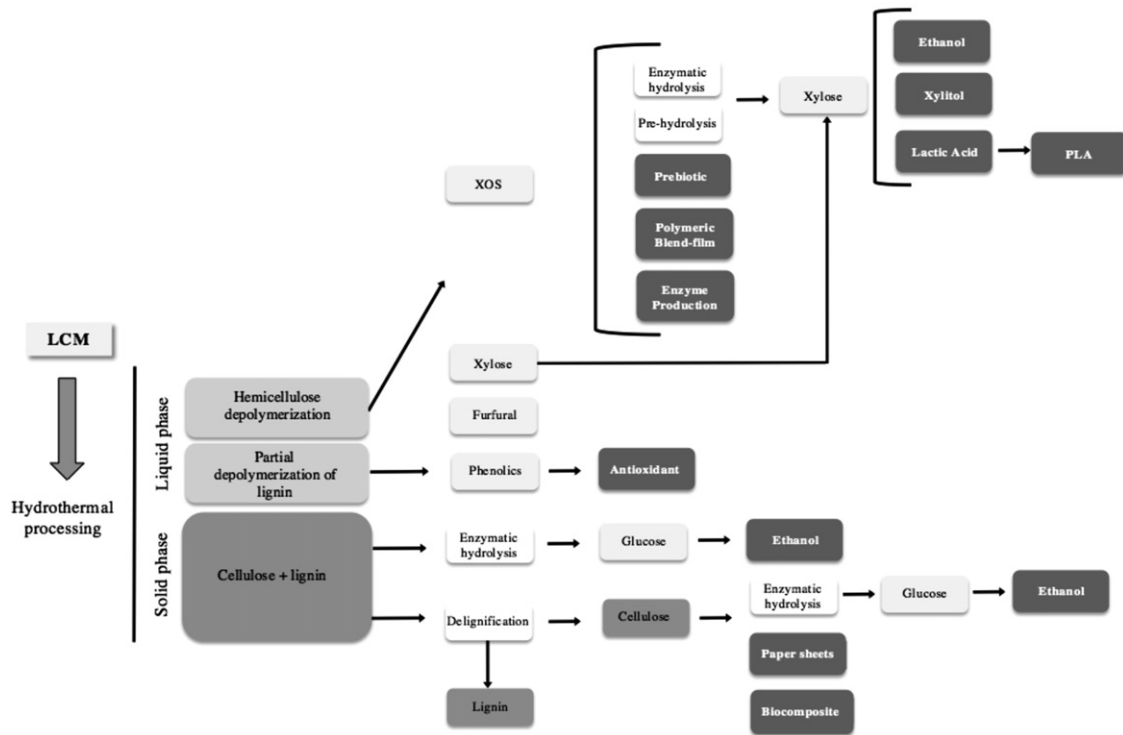 LCM
Hydrothermal
processing
Liquid phase
Solid phase
Hemicellulose
depolymerization
Partial
depolymerization of
lignin
Cellulose + lignin
XOS
Enzymatic
hydrolysis
Pre-hydrolysis
Prebiotic
Polymeric
Blend-film
Enzyme
Production
Xylose
Ethanol
Xylitol
Lactic Acid
PLA
Xylose
Furfural
Phenolics
Antioxidant
Enzymatic
hydrolysis
Glucose
Ethanol
Delignification
Lignin
Cellulose
Enzymatic
hydrolysis
Glucose
Ethanol
Paper sheets
Biocomposite